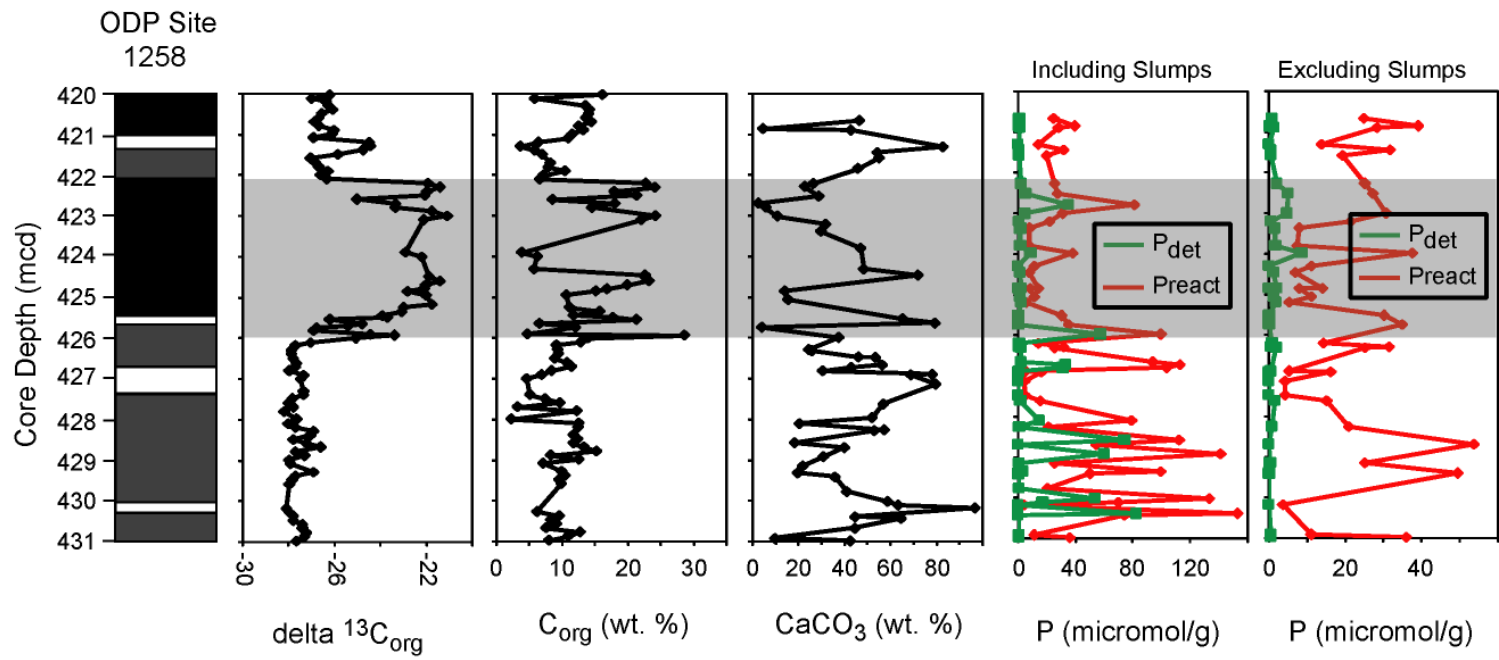 ODP Site
1258
Including Slumps
Excluding Slumps
Core Depth (mcd)
420
421
422
423
424
425
426
427
428
429
430
431
Pdet
Preact
Pdet
Preact
-30
-26
-22
0 10 20 30
0 20 40 60 80
0 40 80 120
0 20 40
delta 13Corg
Corg (wt. %)
CaCO3 (wt. %)
P (micromol/g)
P (micromol/g)